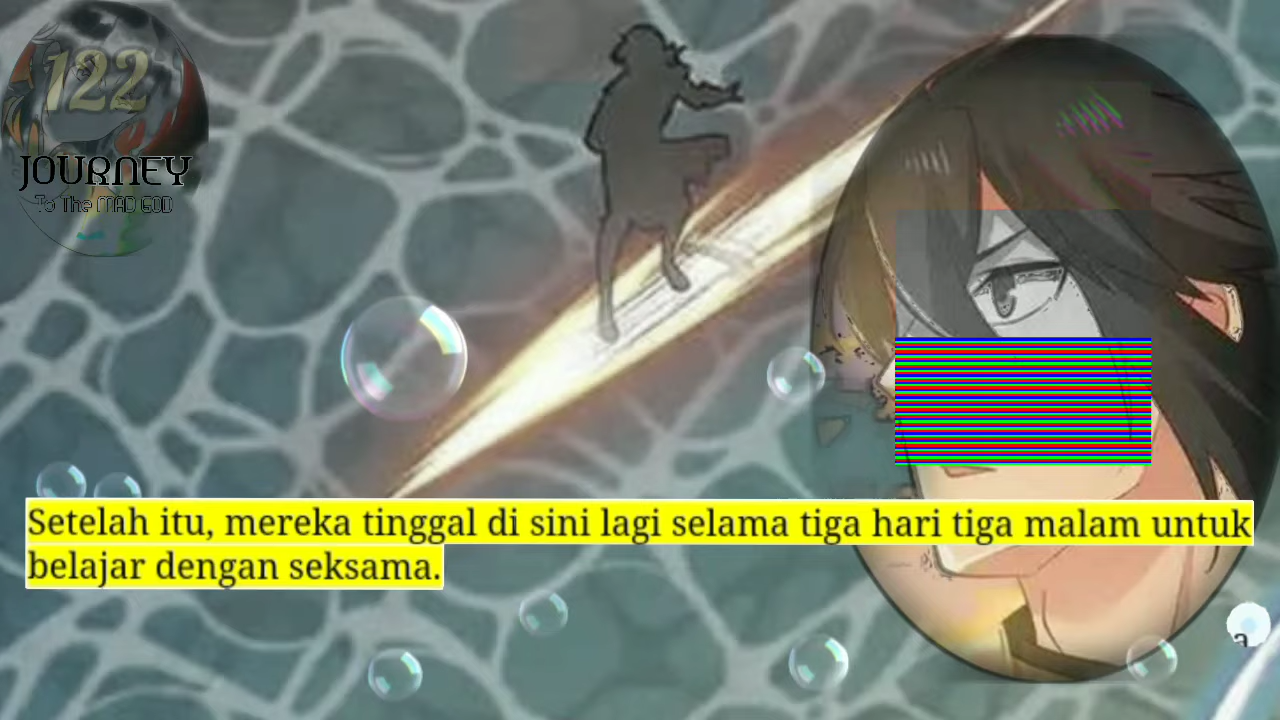 122
JOURNEY
To The MAD GOD
Setelah itu, mereka tinggal di sini lagi selama tiga hari tiga malam untuk
belajar dengan seksama.